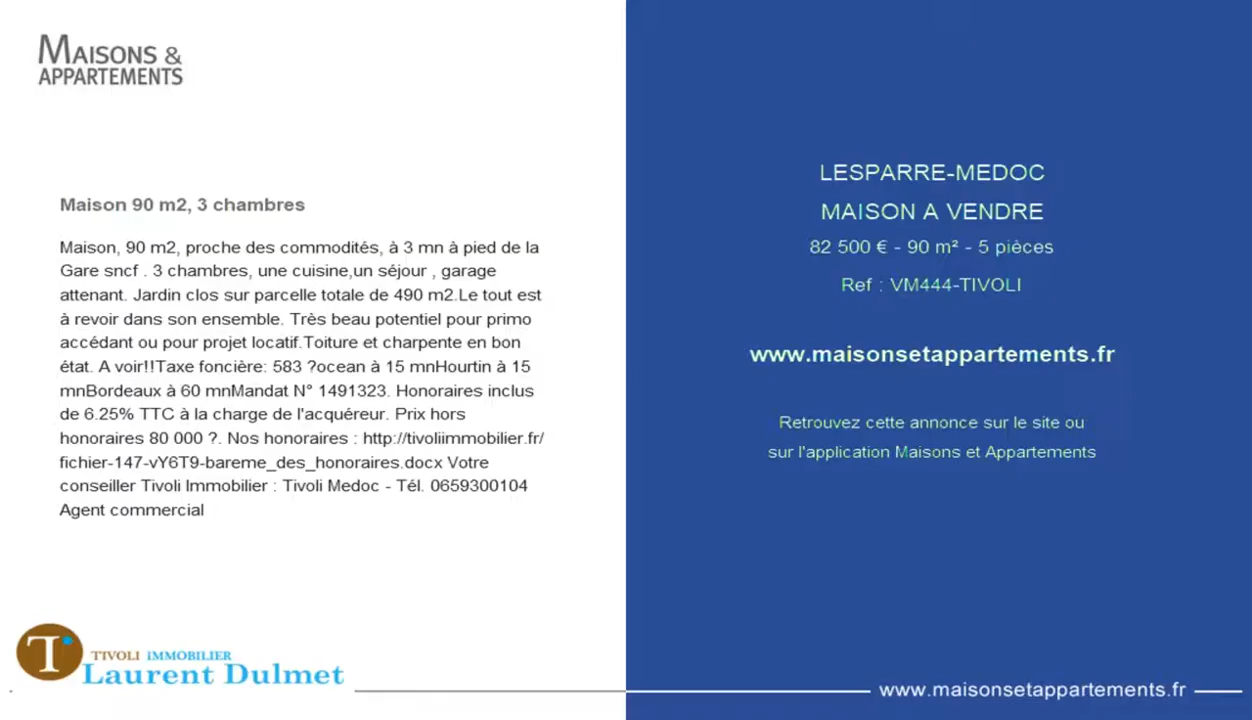 MAISONS &
APPARTEMENTS
Maison 90 m2, 3 chambres
Maison, 90 m2, proche des commodités, à 3 mn à pied de la
Gare sncf . 3 chambres, une cuisine,un séjour , garage
attenant. Jardin clos sur parcelle totale de 490 m2.Le tout est
à revoir dans son ensemble. Très beau potentiel pour primo
accédant ou pour projet locatif.Toiture et charpente en bon
état. A voir!!Taxe foncière: 583 ?ocean à 15 mnHourtin à 15
mnBordeaux à 60 mnMandat N° 1491323. Honoraires inclus
de 6.25% TTC à la charge de l'acquéreur. Prix hors
honoraires 80 000 ?. Nos honoraires : http://tivoliimmobilier.fr/
fichier-147-vY6T9-bareme_des_honoraires.docx Votre
conseiller Tivoli Immobilier : Tivoli Medoc - Tél. 0659300104
Agent commercial
T
TIVOLI IMMOBILIER
Laurent Dulmet
LESPARRE-MEDOC
MAISON A VENDRE
82 500 € - 90 m² - 5 pièces
Ref : VM444-TIVOLI
www.maisonsetappartements.fr
Retrouvez cette annonce sur le site ou
sur l'application Maisons et Appartements
www.maisonsetappartements.fr